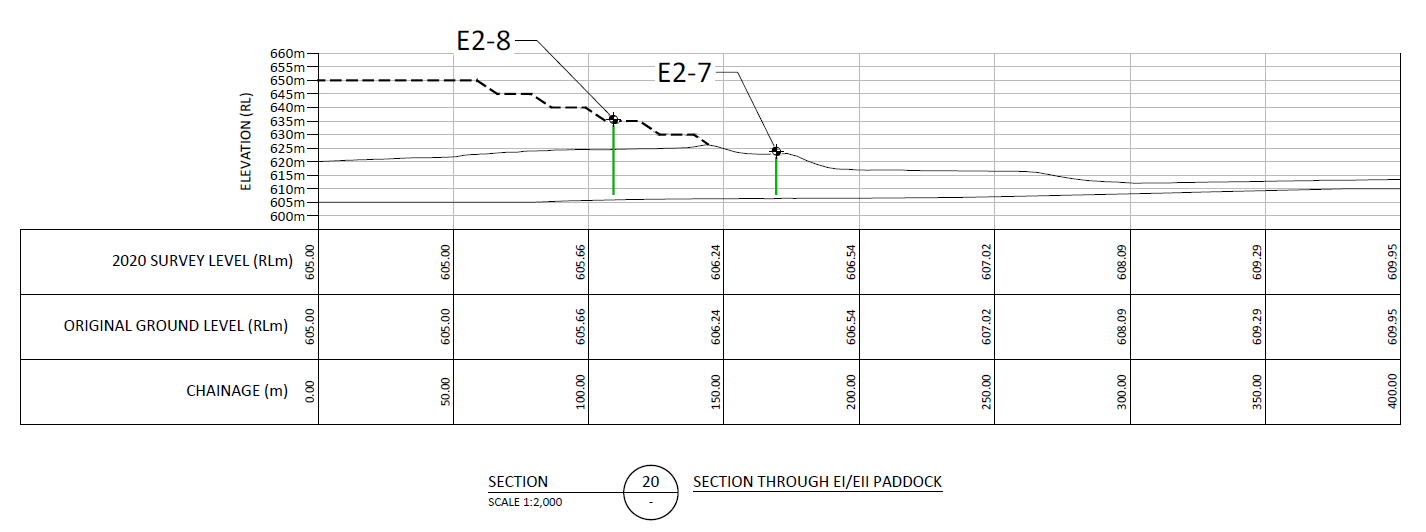 E2-8
E2-7
ELEVATION (RL)
660m
655m
650m
645m
640m
635m
630m
625m
620m
615m
610m
605m
600m
2020 SURVEY LEVEL (RLm) 605.00 605.00 605.66 606.24 606.54 607.02 608.09 609.29 609.95
ORIGINAL GROUND LEVEL (RLm) 605.00 605.00 605.66 606.24 606.54 607.02 608.09 609.29 609.95
CHAINAGE (m) 0.00 50.00 100.00 150.00 200.00 250.00 300.00 350.00 400.00
SECTION 20 SECTION THROUGH EI/EII PADDOCK
SCALE 1:2,000 -